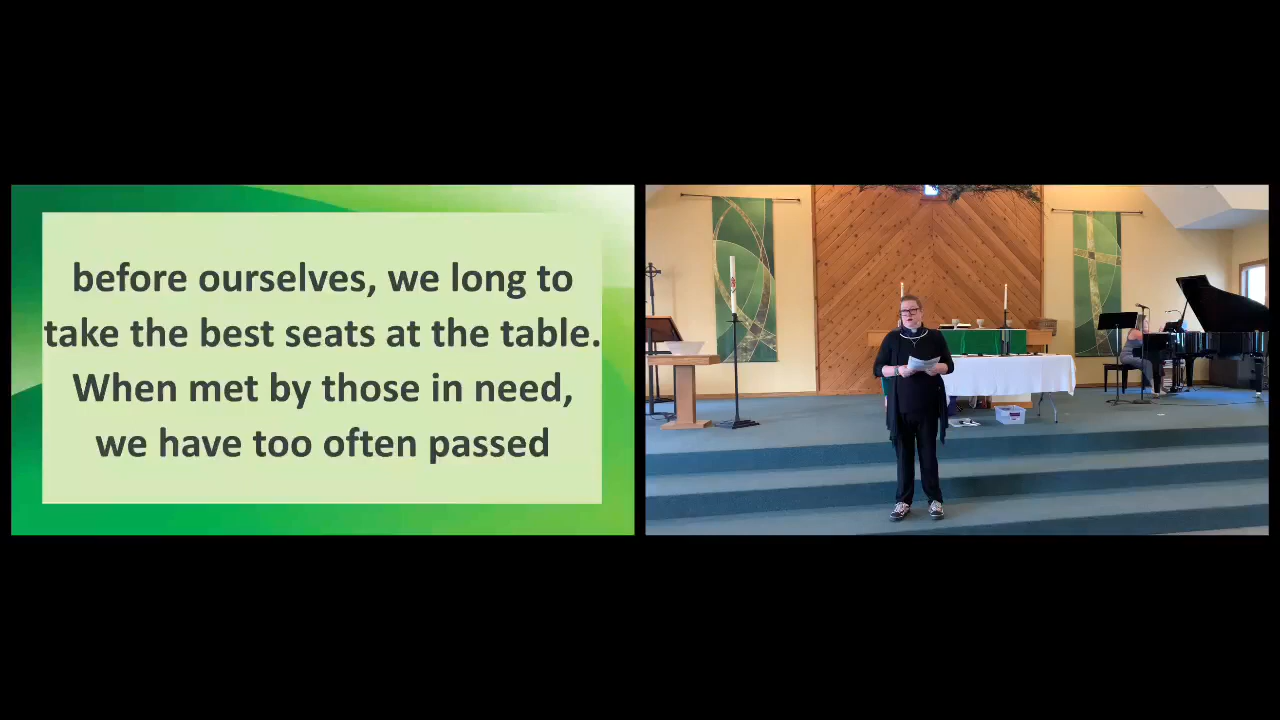 before ourselves, we long to
take the best seats at the table.
When met by those in need,
we have too often passed